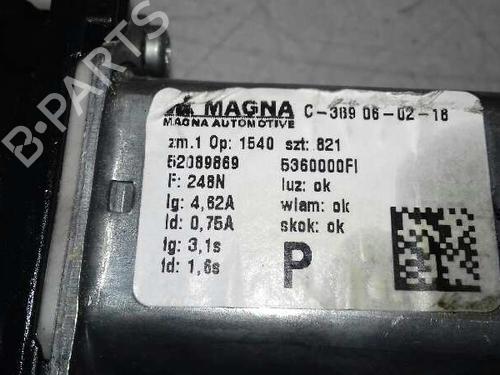 B-PARTS
MAGNA C-369 06-02-18
MAGNA AUTOMOTIVE
zm.1 Op: 1540 szt: 821
52089869 5360000FI
F: 248N luz: ok
Ig: 4,62A wlam: ok
Id: 0,75A skok: ok
tg: 3,1s
td: 1,6s
P